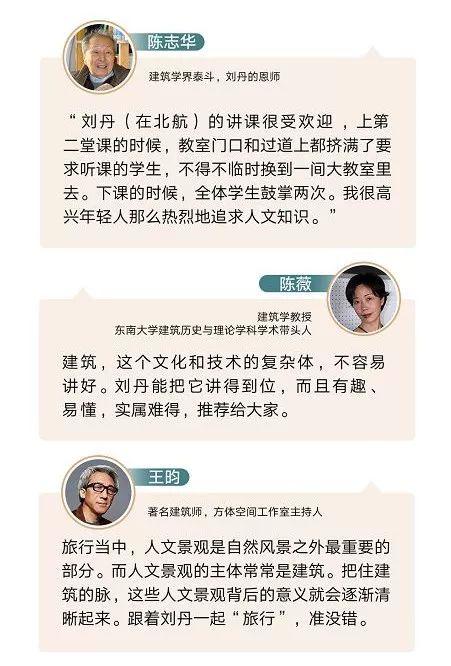 陈志华
建筑学界泰斗，刘丹的恩师
“刘丹（在北航）的讲课很受欢迎，上第
二堂课的时候，教室门口和过道上都挤满了要
求听课的学生，不得不临时换到一间大教室里
去。下课的时候，全体学生鼓掌两次。我很高
兴年轻人那么热烈地追求人文知识。”
陈薇
建筑学教授
东南大学建筑历史与理论学科学术带头人
建筑，这个文化和技术的复杂体，不容易
讲好。刘丹能把它讲得到位，而且有趣、
易懂，实属难得，推荐给大家。
王昀
著名建筑师，方体空间工作室主持人
旅行当中，人文景观是自然风景之外最重要的
部分。而人文景观的主体常常是建筑。把住建
筑的脉，这些人文景观背后的意义就会逐渐清
晰起来。跟着刘丹一起“旅行”，准没错。